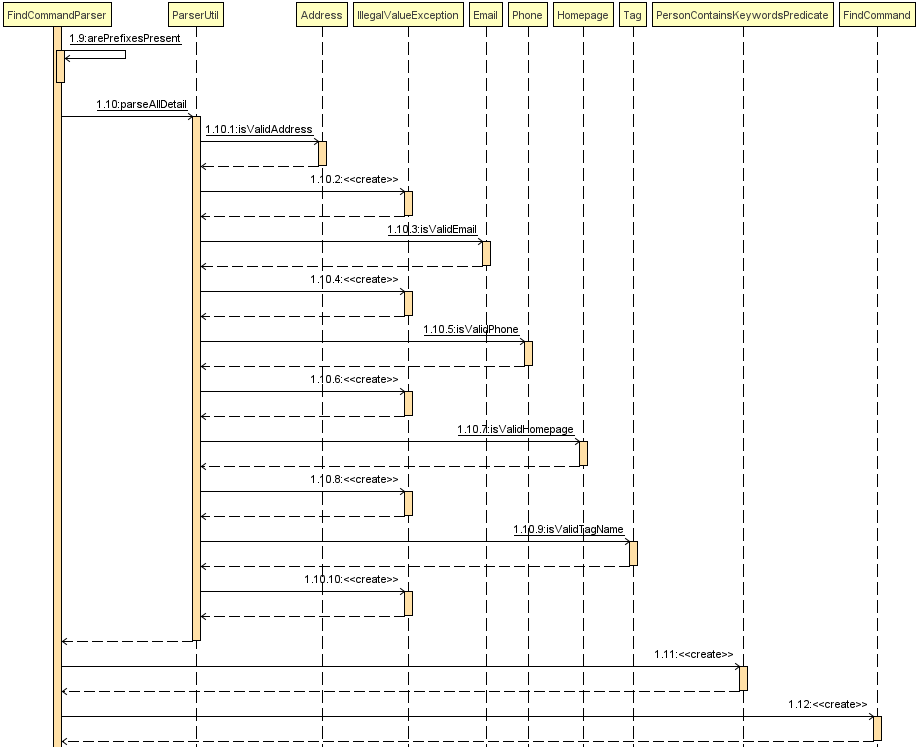 FindCommandParser ParserUtil Address IllegalValueException Email Phone Homepage Tag PersonContainsKeywordsPredicate FindCommand
1.9:arePrefixesPresent
1.10:parseAllDetail
1.10.1:isValidAddress
1.10.2:<<create>>
1.10.3:isValidEmail
1.10.4:<<create>>
1.10.5:isValidPhone
1.10.6:<<create>>
1.10.7:isValidHomepage
1.10.8:<<create>>
1.10.9:isValidTagName
1.10.10:<<create>>
1.11:<<create>>
1.12:<<create>>